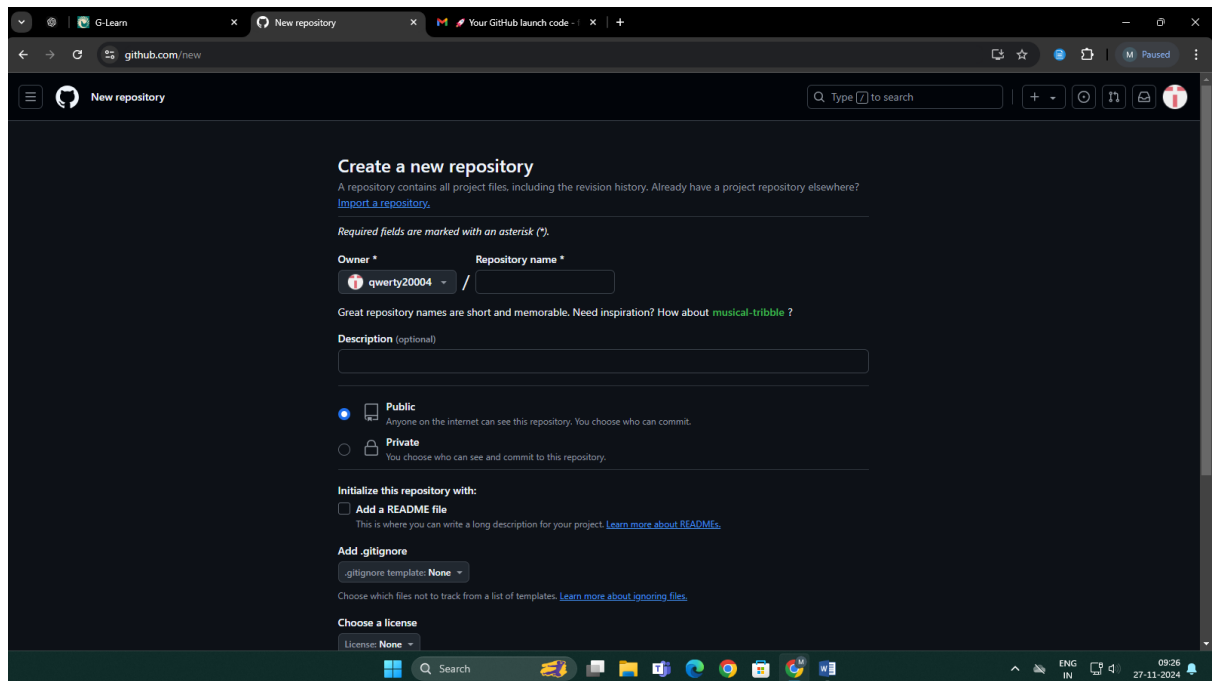 G-Learn
New repository
Your GitHub launch code -
github.com/new
M Paused
New repository
Type / to search
Create a new repository
A repository contains all project files, including the revision history. Already have a project repository elsewhere?
Import a repository.
Required fields are marked with an asterisk (*).
Owner * Repository name *
qwerty20004 /
Great repository names are short and memorable. Need inspiration? How about musical-tribble ?
Description (optional)
Public
Anyone on the internet can see this repository. You choose who can commit.
Private
You choose who can see and commit to this repository.
Initialize this repository with:
Add a README file
This is where you can write a long description for your project. Learn more about READMEs.
Add .gitignore
.gitignore template: None
Choose which files not to track from a list of templates. Learn more about ignoring files.
Choose a license
License: None
Search
ENG
IN
09:26
27-11-2024